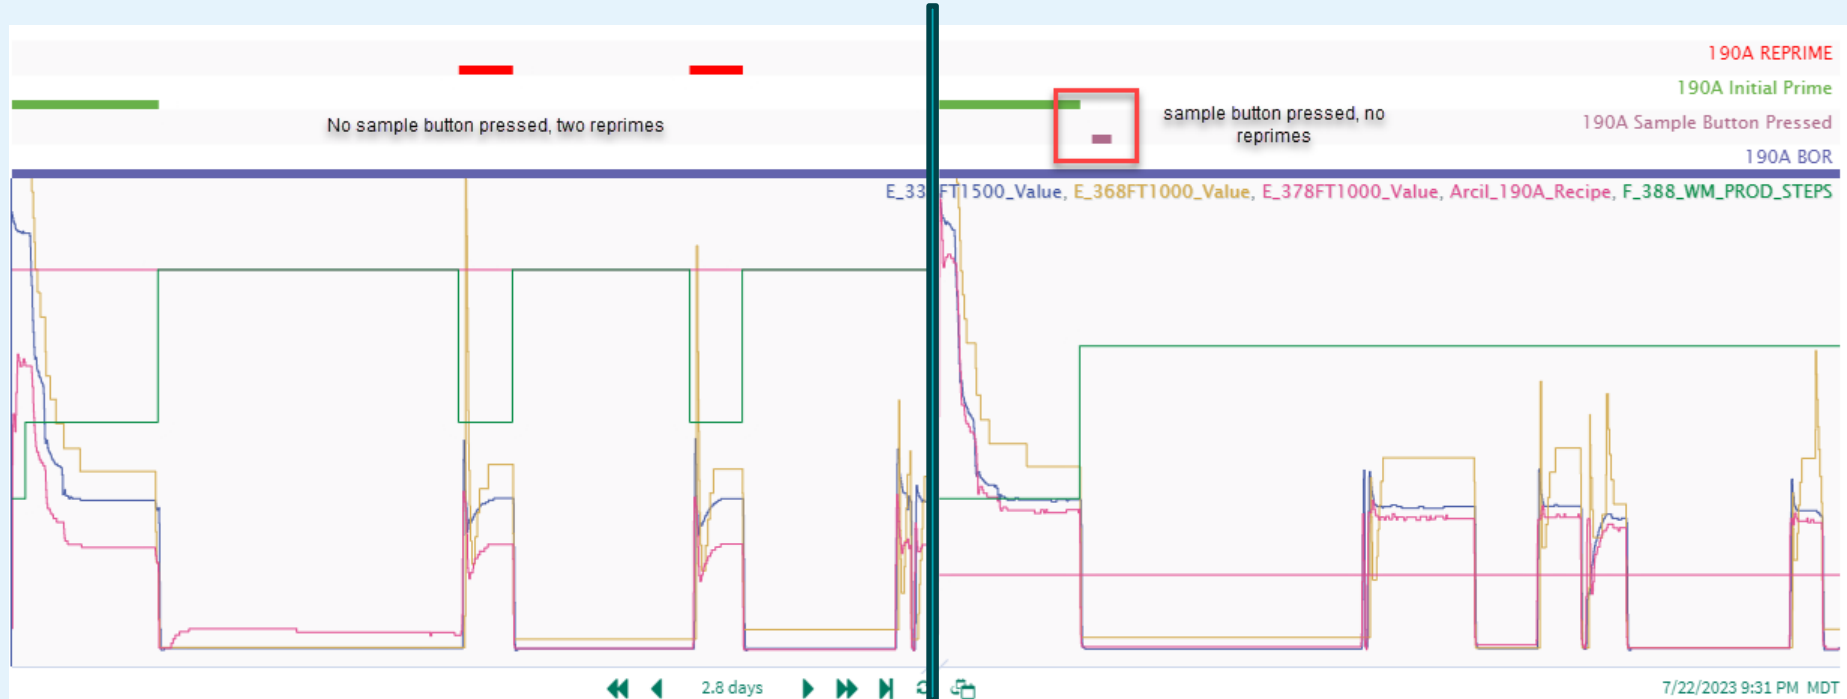 190A REPRIME
190A Initial Prime
No sample button pressed, two reprimes
sample button pressed, no
reprimes
190A Sample Button Pressed
190A BOR
E_33 FT1500_Value, E_368FT1000_Value, E_378FT1000_Value, Arcil_190A_Recipe, F_388_WM_PROD_STEPS
2.8 days
7/22/2023 9:31 PM MDT